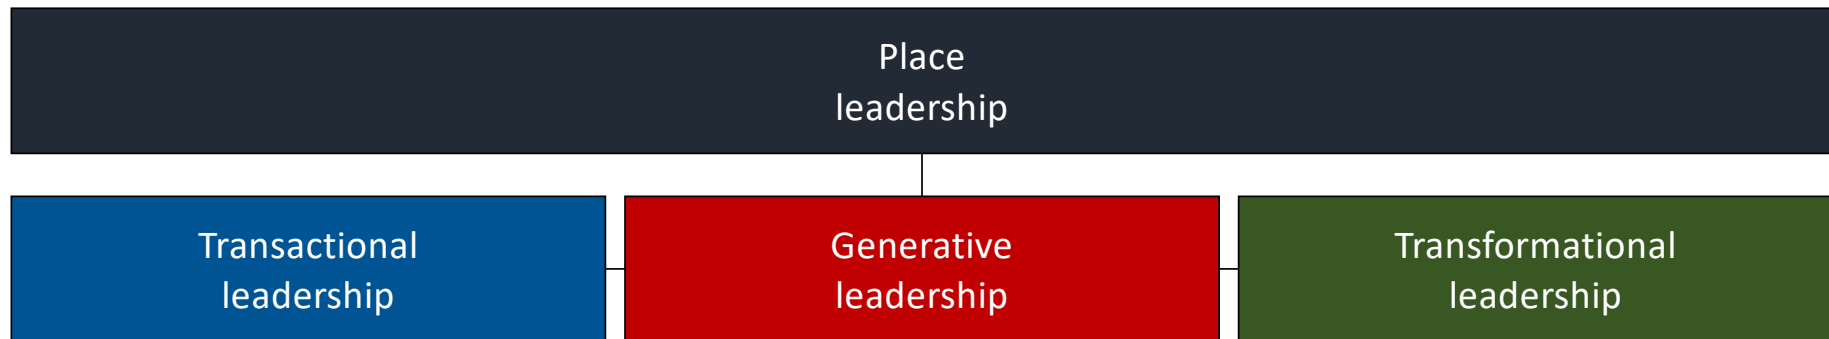 Place
leadership
Transactional
leadership
Generative
leadership
Transformational
leadership